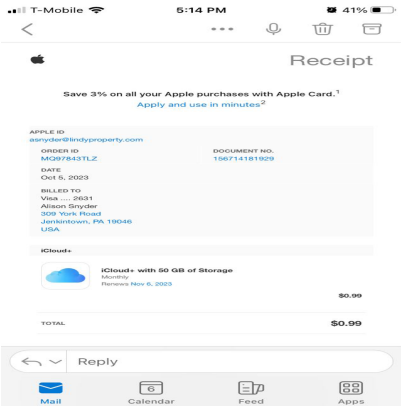 T-Mobile 5:14 PM 41%
Receipt
Save 3% on all your Apple purchases with Apple Card.1
Apply and use in minutes2
APPLE ID
asnyder@lindyproperty.com
ORDER ID DOCUMENT NO.
MQ97843TLZ 156714181929
DATE
Oct 5, 2023
BILLED TO
Visa .... 2631
Alison Snyder
309 York Road
Jenkintown, PA 19046
USA
iCloud+
iCloud+ with 50 GB of Storage
Monthly
Renews Nov 6, 2023
$0.99
TOTAL $0.99
Reply
6
Mail Calendar Feed Apps